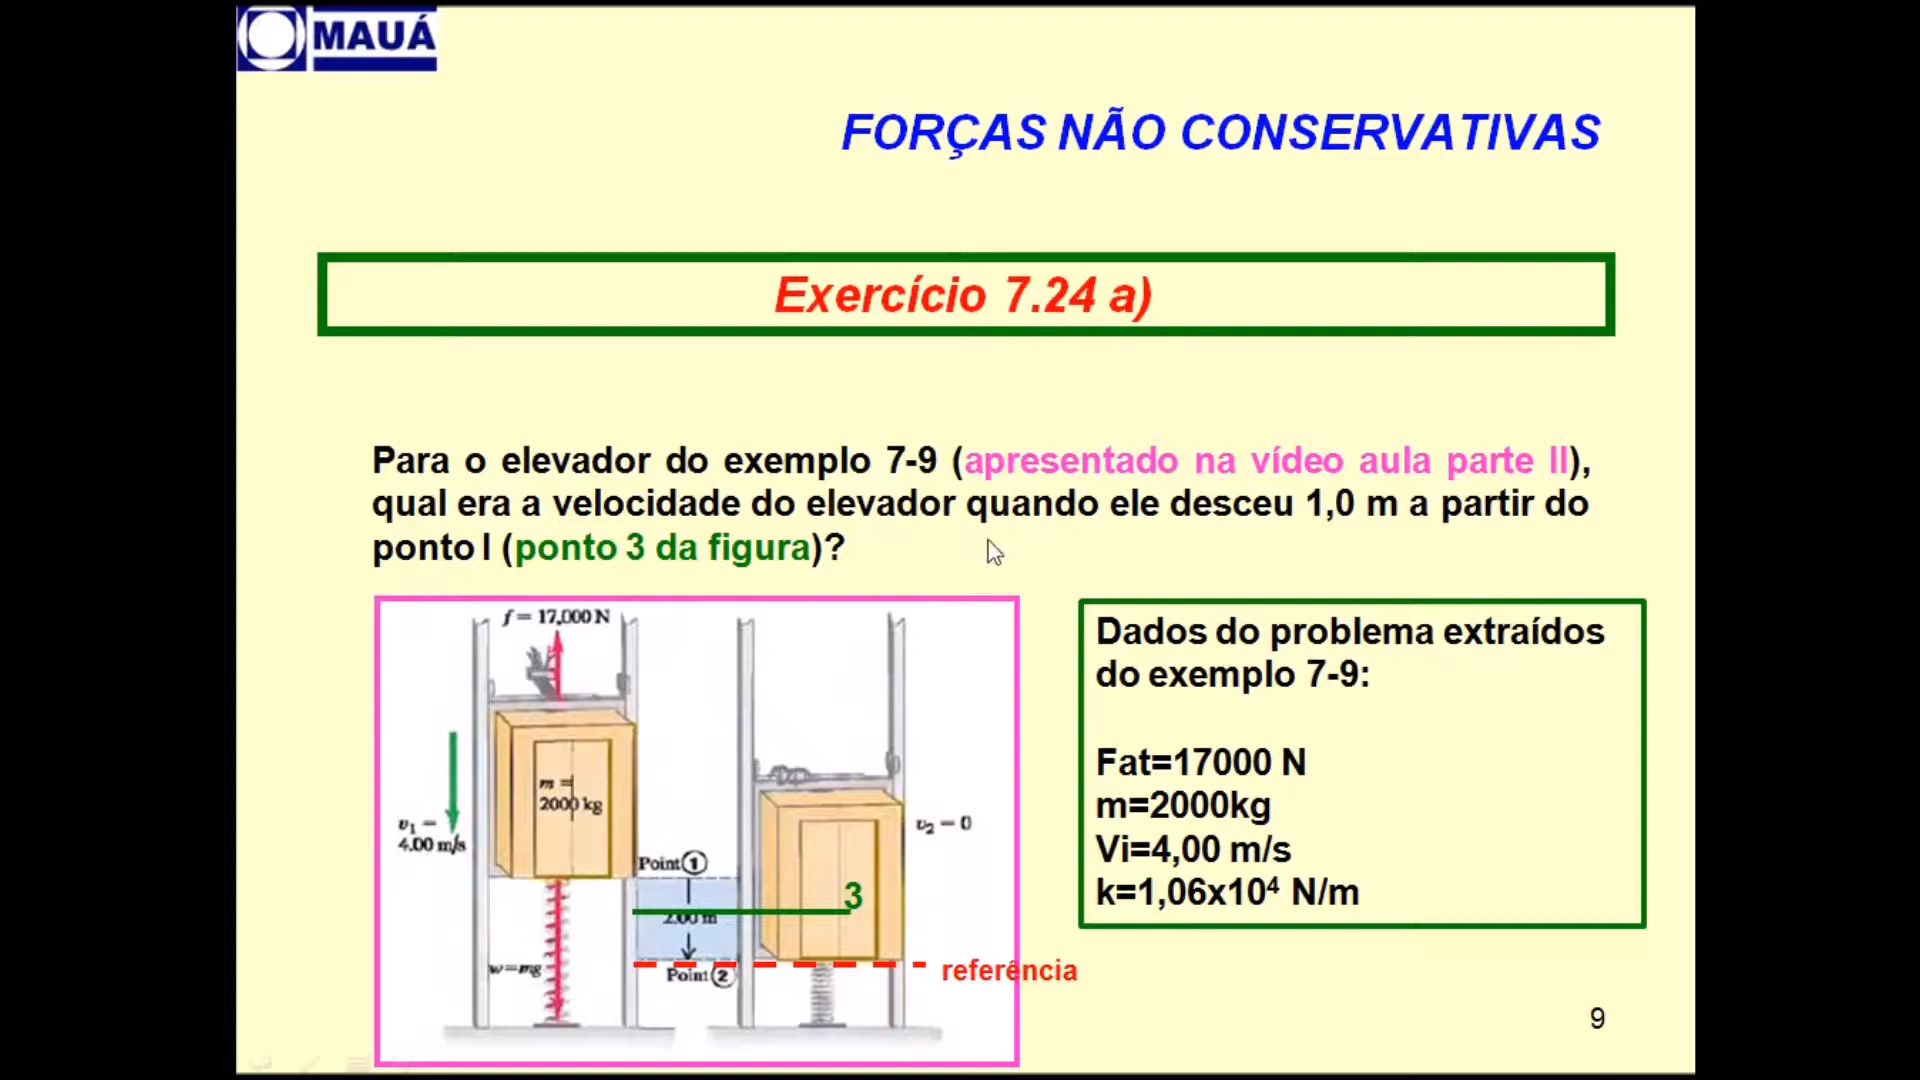 MAUÁ
FORÇAS NÃO CONSERVATIVAS
Exercício 7.24 a)
Para o elevador do exemplo 7-9 (apresentado na vídeo aula parte II),
qual era a velocidade do elevador quando ele desceu 1,0 m a partir do
ponto I (ponto 3 da figura)?
f = 17,000 N
m =
2000 kg
v₁ =
4.00 m/s
w=mg
Point ①
2.00 m
Point ②
3
v₂ = 0
referência
Dados do problema extraídos
do exemplo 7-9:
Fat=17000 N
m=2000kg
Vi=4,00 m/s
k=1,06x10⁴ N/m
9